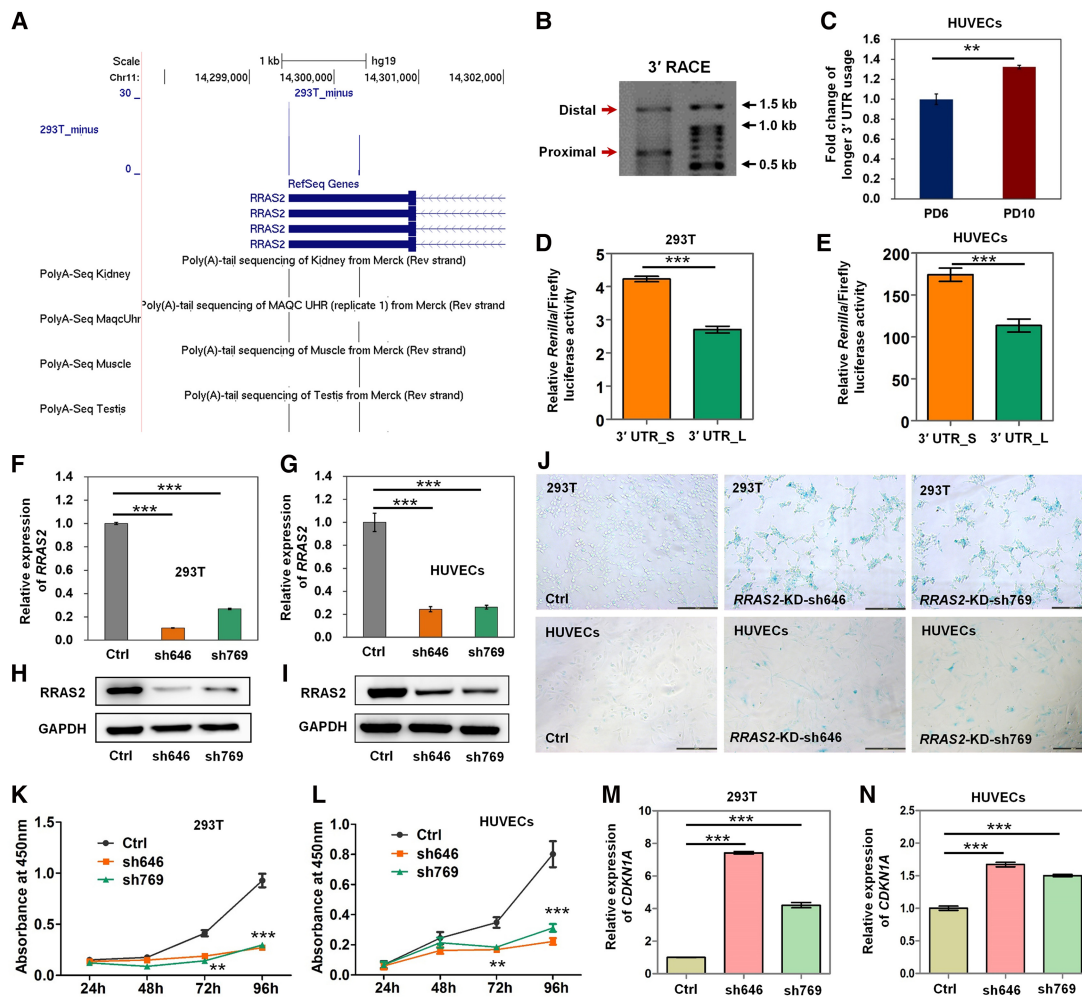 A
Scale
1 kb
hg19
Chr11:
14,299,000
14,300,000
14,301,000
14,302,000
30
293T_minus
293T_minus
0
RefSeq Genes
RRAS2
RRAS2
RRAS2
RRAS2
Poly(A)-tail sequencing of Kidney from Merck (Rev strand)
PolyA-Seq Kidney
Poly(A)-tail sequencing of MAQC UHR (replicate 1) from Merck (Rev strand
PolyA-Seq MaqcUhr
Poly(A)-tail sequencing of Muscle from Merck (Rev strand)
PolyA-Seq Muscle
Poly(A)-tail sequencing of Testis from Merck (Rev strand)
PolyA-Seq Testis
B
3′ RACE
Distal
Proximal
1.5 kb
1.0 kb
0.5 kb
C
HUVECs
Fold change of
longer 3′ UTR usage
1.6
1.4
1.2
1.0
0.8
0.6
0.4
0.2
0.0
**
PD6
PD10
D
293T
Relative Renilla/Firefly
luciferase activity
5
4
3
2
1
0
***
3′ UTR_S
3′ UTR_L
E
HUVECs
Relative Renilla/Firefly
luciferase activity
200
150
100
50
0
***
3′ UTR_S
3′ UTR_L
F
Relative expression
of RRAS2
1.4
1.2
1.0
0.8
0.6
0.4
0.2
0.0
***
***
293T
Ctrl
sh646
sh769
G
Relative expression
of RRAS2
1.4
1.2
1.0
0.8
0.6
0.4
0.2
0.0
***
***
HUVECs
Ctrl
sh646
sh769
H
RRAS2
GAPDH
Ctrl
sh646
sh769
I
RRAS2
GAPDH
Ctrl
sh646
sh769
J
293T
Ctrl
293T
RRAS2-KD-sh646
293T
RRAS2-KD-sh769
HUVECs
Ctrl
HUVECs
RRAS2-KD-sh646
HUVECs
RRAS2-KD-sh769
K
293T
Absorbance at 450nm
1.5
1.0
0.5
0.0
Ctrl
sh646
sh769
**
***
24h
48h
72h
96h
L
HUVECs
Absorbance at 450nm
1.0
0.8
0.6
0.4
0.2
0.0
Ctrl
sh646
sh769
**
***
24h
48h
72h
96h
M
293T
Relative expression
of CDKN1A
10
8
6
4
2
0
***
***
Ctrl
sh646
sh769
N
HUVECs
Relative expression
of CDKN1A
2.5
2.0
1.5
1.0
0.5
0.0
***
***
Ctrl
sh646
sh769